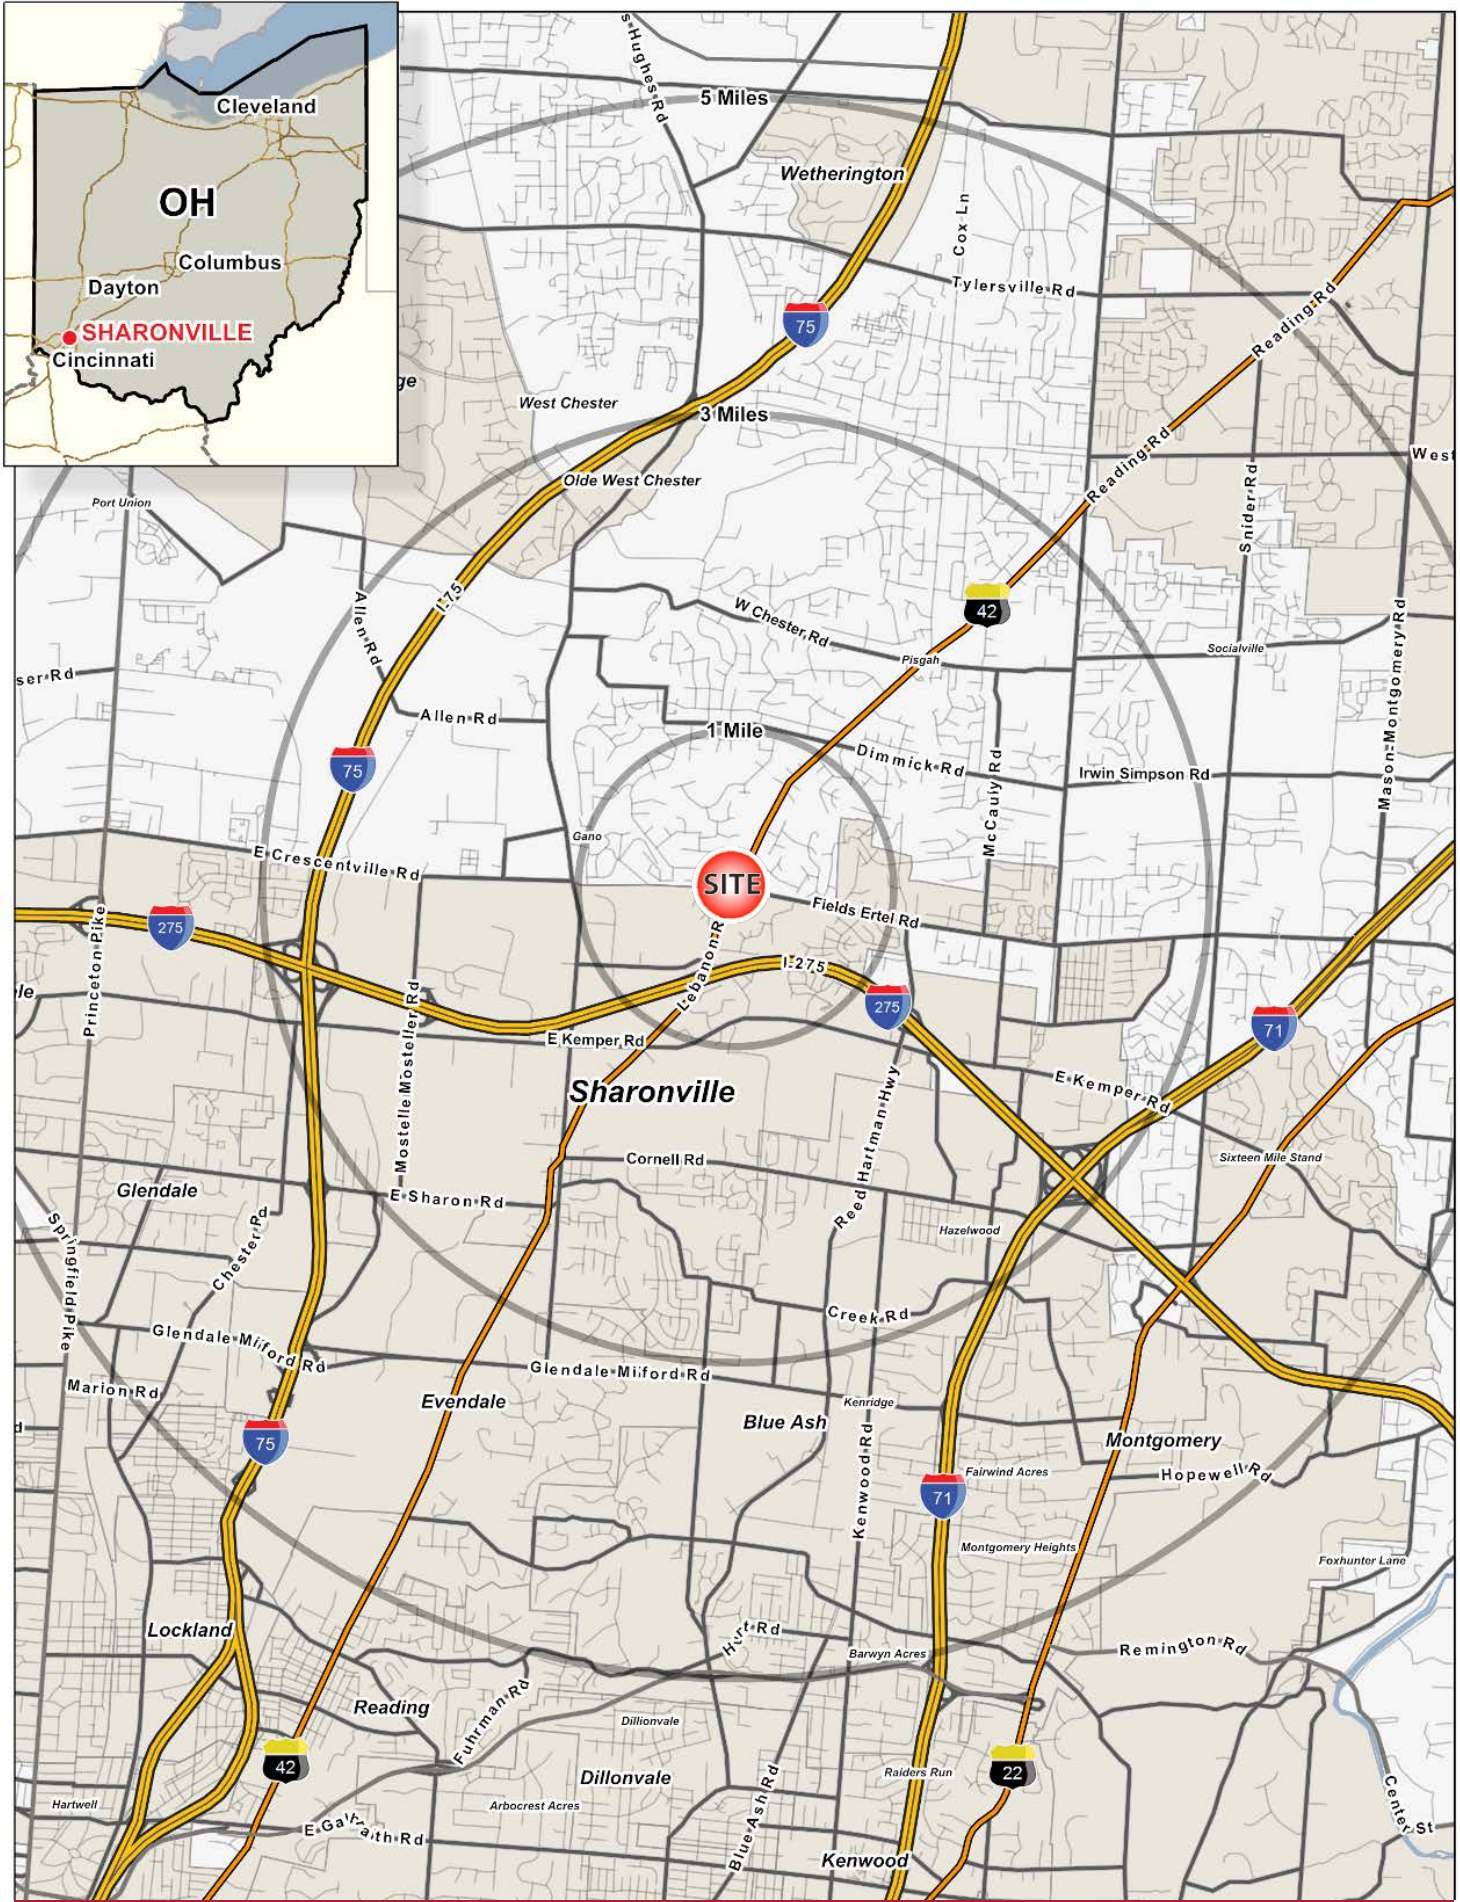 Cleveland
OH
Columbus
Dayton
SHARONVILLE
Cincinnati
s-Hughes Rd
5 Miles
Wetherington
Cox Ln
Tylersville Rd
Reading Rd
75
ge
West Chester
3 Miles
Reading Rd
West
Olde West Chester
Snider Rd
Port Union
I-75
Allen Rd
42
W Chester Rd
Mason-Montgomery Rd
Pisgah
Socialville
ser Rd
Allen Rd
1 Mile
Dimmick Rd
McCauly Rd
Irwin Simpson Rd
75
Gano
E Crescentville Rd
SITE
Fields Ertel Rd
275
Princeton Pike
Lebanon R
I-275
le
Mostelle Mosteller Rd
275
71
E Kemper Rd
Sharonville
E Kemper Rd
Reed Hartman Hwy
Cornell Rd
Sixteen Mile Stand
Glendale
E Sharon Rd
Hazelwood
Springfield Pike
Chester Rd
Creek Rd
Glendale Milford Rd
Glendale Milford Rd
Marion Rd
Evendale
Kenridge
Blue Ash
d
75
Kenwood Rd
Montgomery
Fairwind Acres
Hopewell Rd
71
Montgomery Heights
Foxhunter Lane
Lockland
Barwyn Acres
Remington Rd
Reading
Fuhrman Rd
Dillionvale
42
Dillonvale
Raiders Run
22
Hartwell
Arbocrest Acres
Blue Ash Rd
Center St
Kenwood